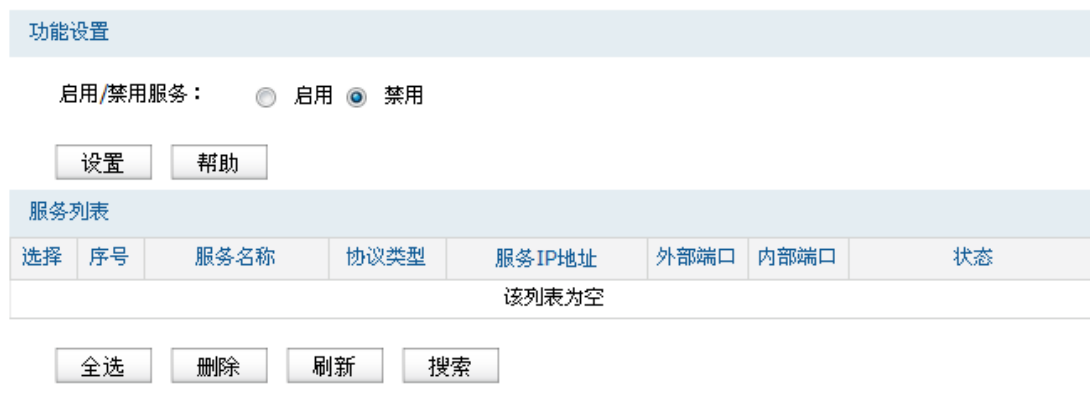 功能设置
启用/禁用服务： 启用 禁用
设置 帮助
服务列表
选择 序号 服务名称 协议类型 服务IP地址 外部端口 内部端口 状态
该列表为空
全选 删除 刷新 搜索